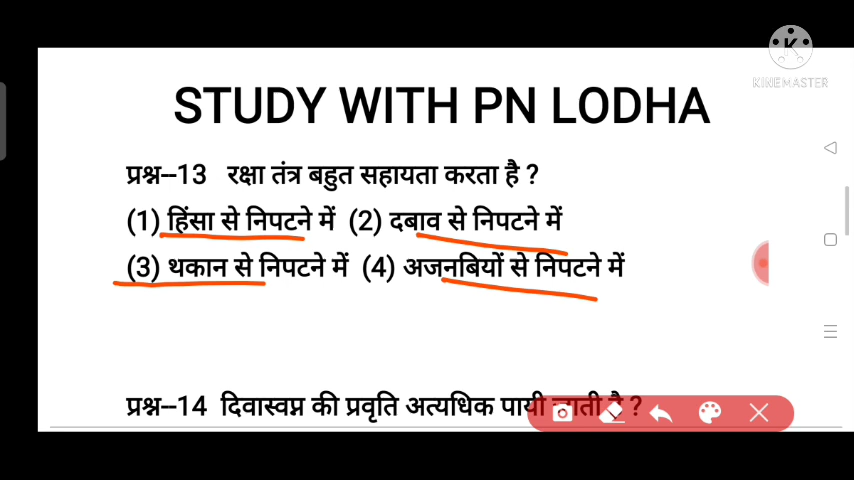 KINEMASTER
STUDY WITH PN LODHA
प्रश्न--13 रक्षा तंत्र बहुत सहायता करता है ?
(1) हिंसा से निपटने में (2) दबाव से निपटने में
(3) थकान से निपटने में (4) अजनबियों से निपटने में
प्रश्न--14 दिवास्वप्न की प्रवृति अत्यधिक पायी जाती है ?